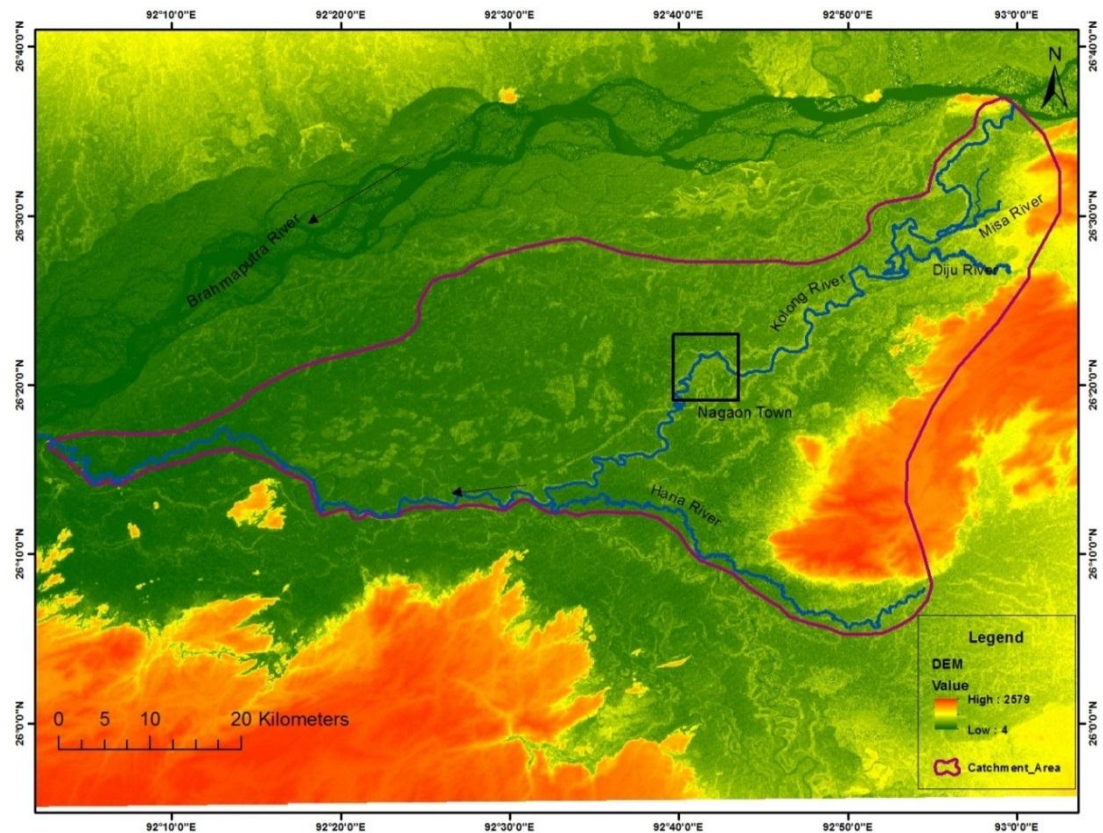 92°10'0"E 92°20'0"E 92°30'0"E 92°40'0"E 92°50'0"E 93°0'0"E
26°40'0"N 26°40'0"N
N
26°30'0"N 26°30'0"N
Brahmaputra River
Misa River
Diju River
Kolong River
26°20'0"N 26°20'0"N
Nagaon Town
Haria River
26°10'0"N 26°10'0"N
Legend
DEM
Value
High : 2579
Low : 4
Catchment_Area
0 5 10 20 Kilometers
26°0'0"N 26°0'0"N
92°10'0"E 92°20'0"E 92°30'0"E 92°40'0"E 92°50'0"E 93°0'0"E